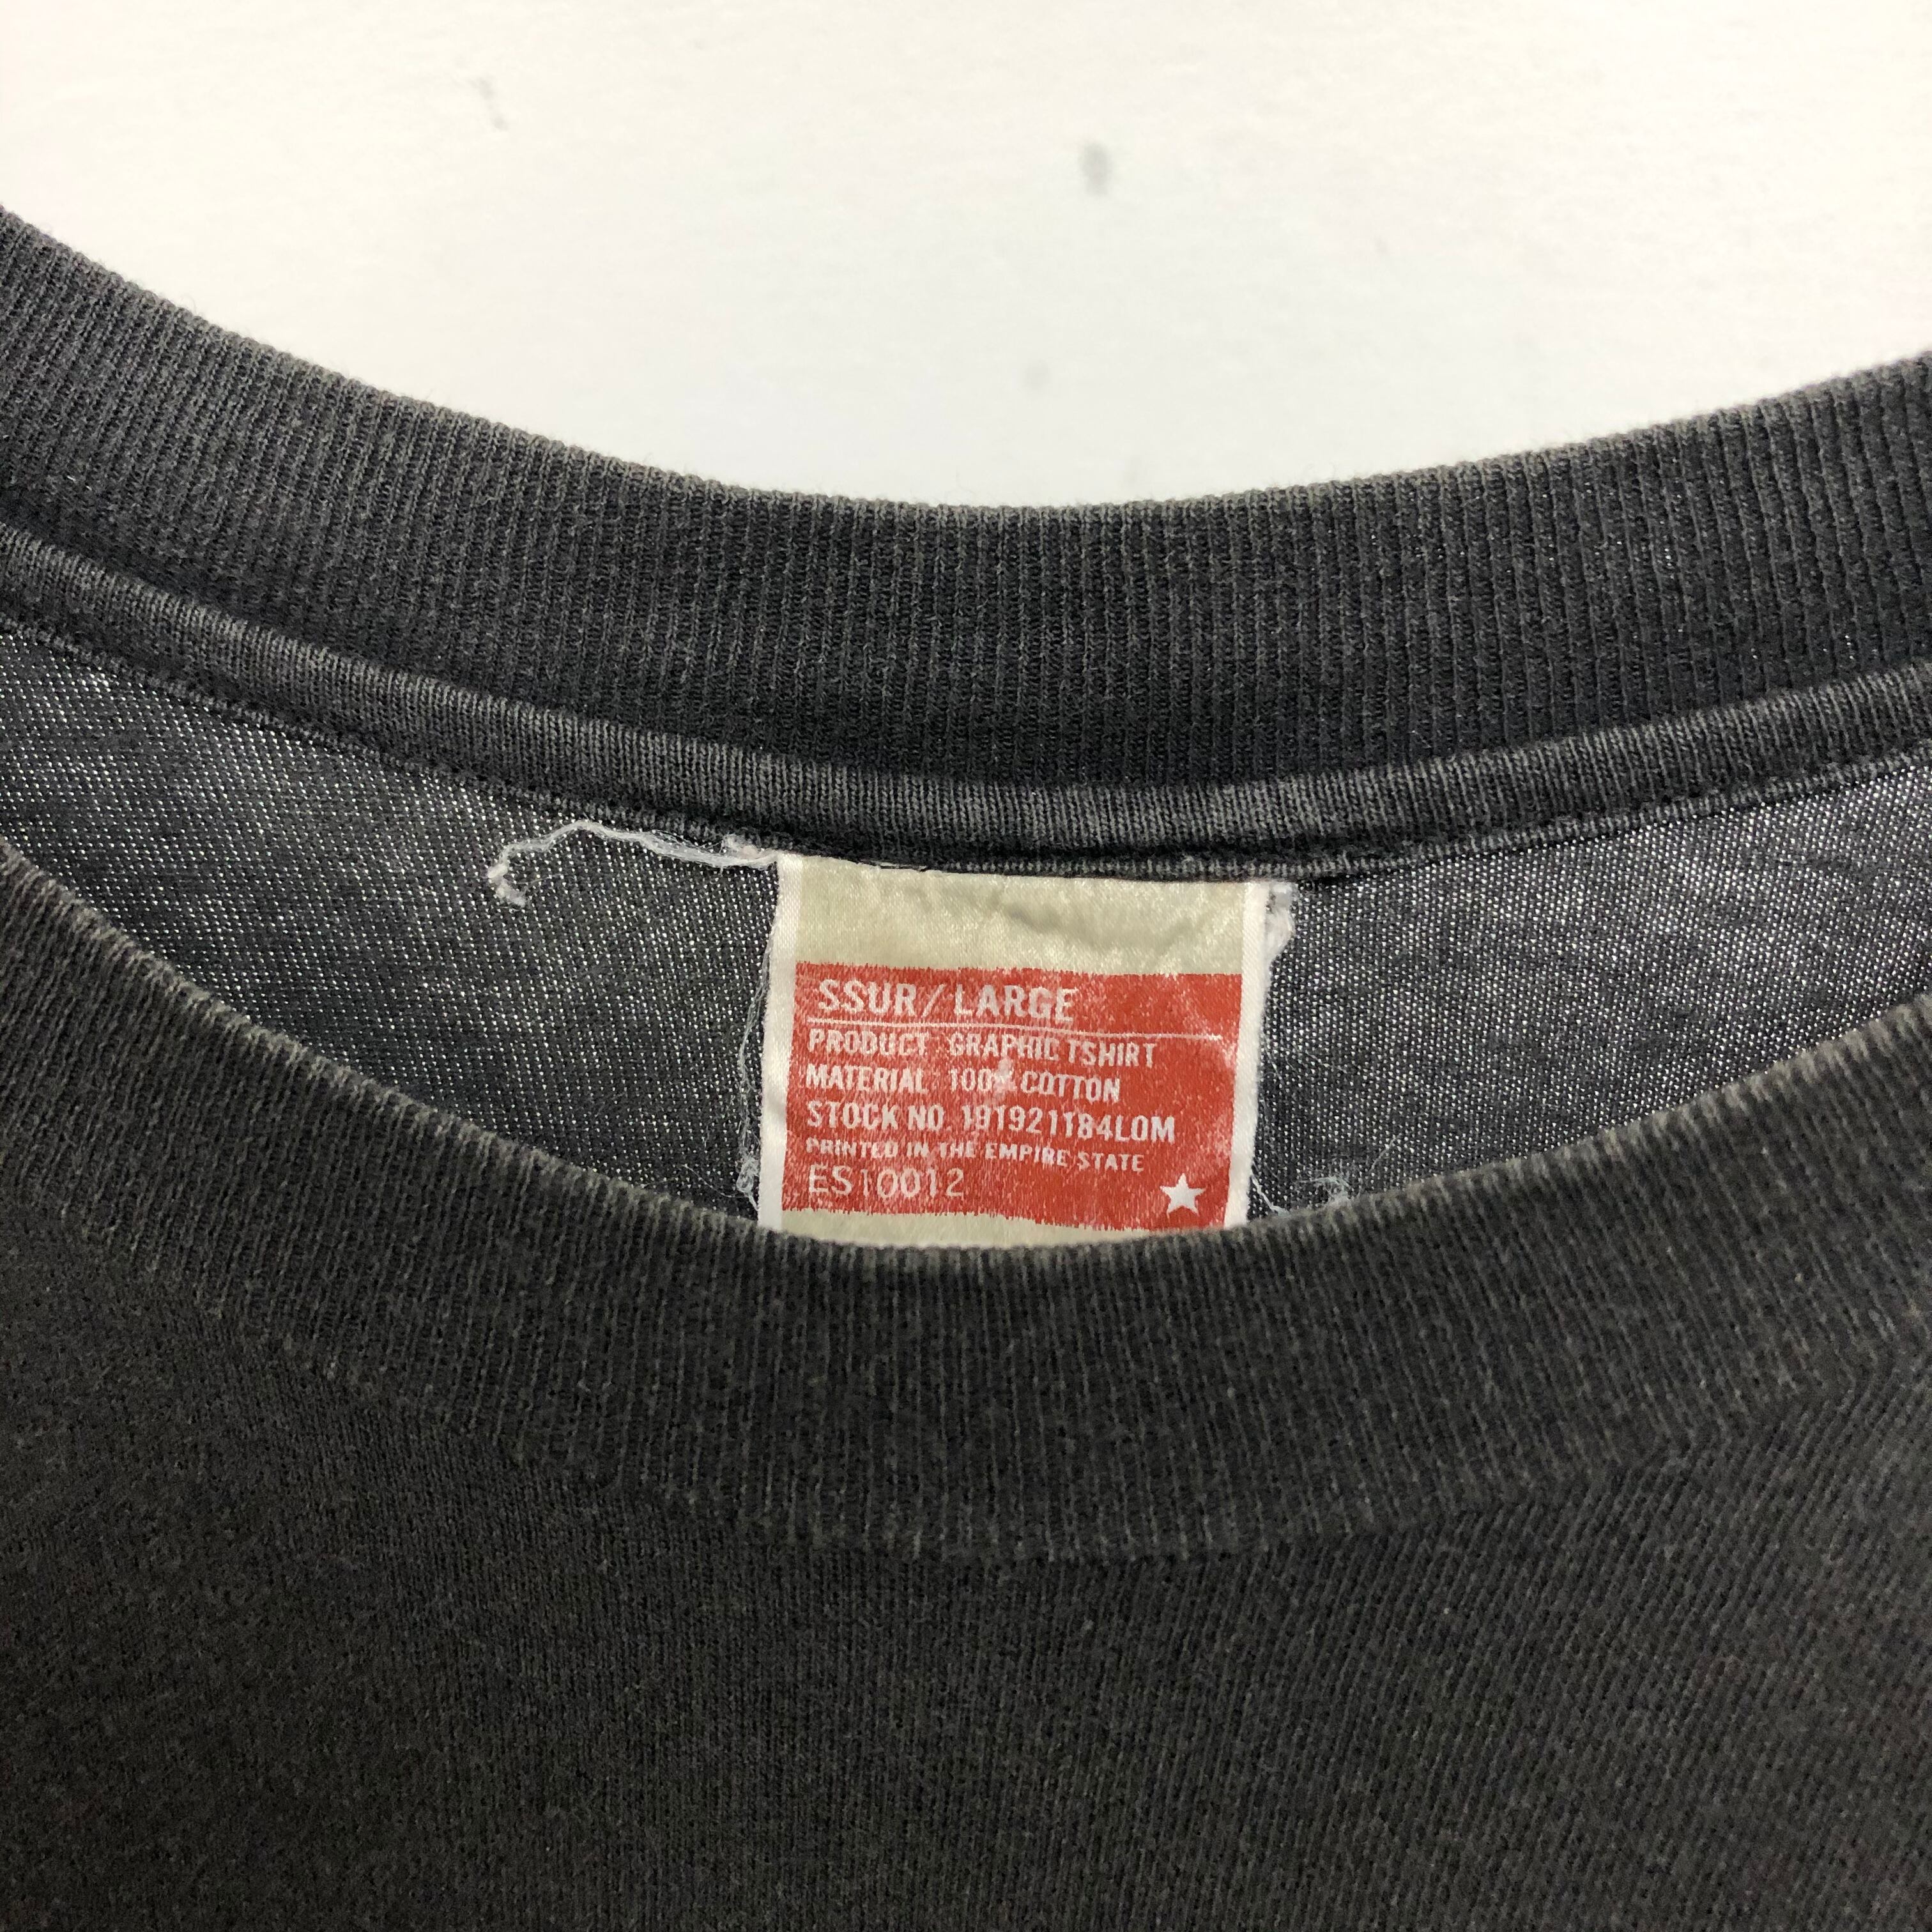 SSUR/LARGE
PRODUCT GRAPHIC TSHIRT
MATERIAL 100% COTTON
STOCK NO. 191921184LOM
PRINTED IN THE EMPIRE STATE
ES10012